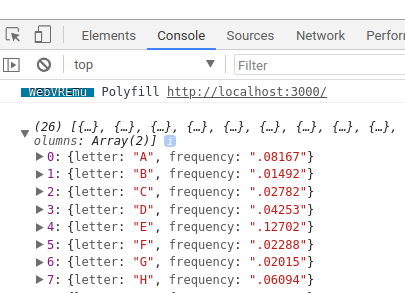 Elements Console Sources Network Perfor
top Filter
WebVREmu Polyfill http://localhost:3000/
(26) [{…}, {…}, {…}, {…}, {…}, {…}, {…}, {…}, {…},
olumns: Array(2)] i
0: {letter: "A", frequency: ".08167"}
1: {letter: "B", frequency: ".01492"}
2: {letter: "C", frequency: ".02782"}
3: {letter: "D", frequency: ".04253"}
4: {letter: "E", frequency: ".12702"}
5: {letter: "F", frequency: ".02288"}
6: {letter: "G", frequency: ".02015"}
7: {letter: "H", frequency: ".06094"}